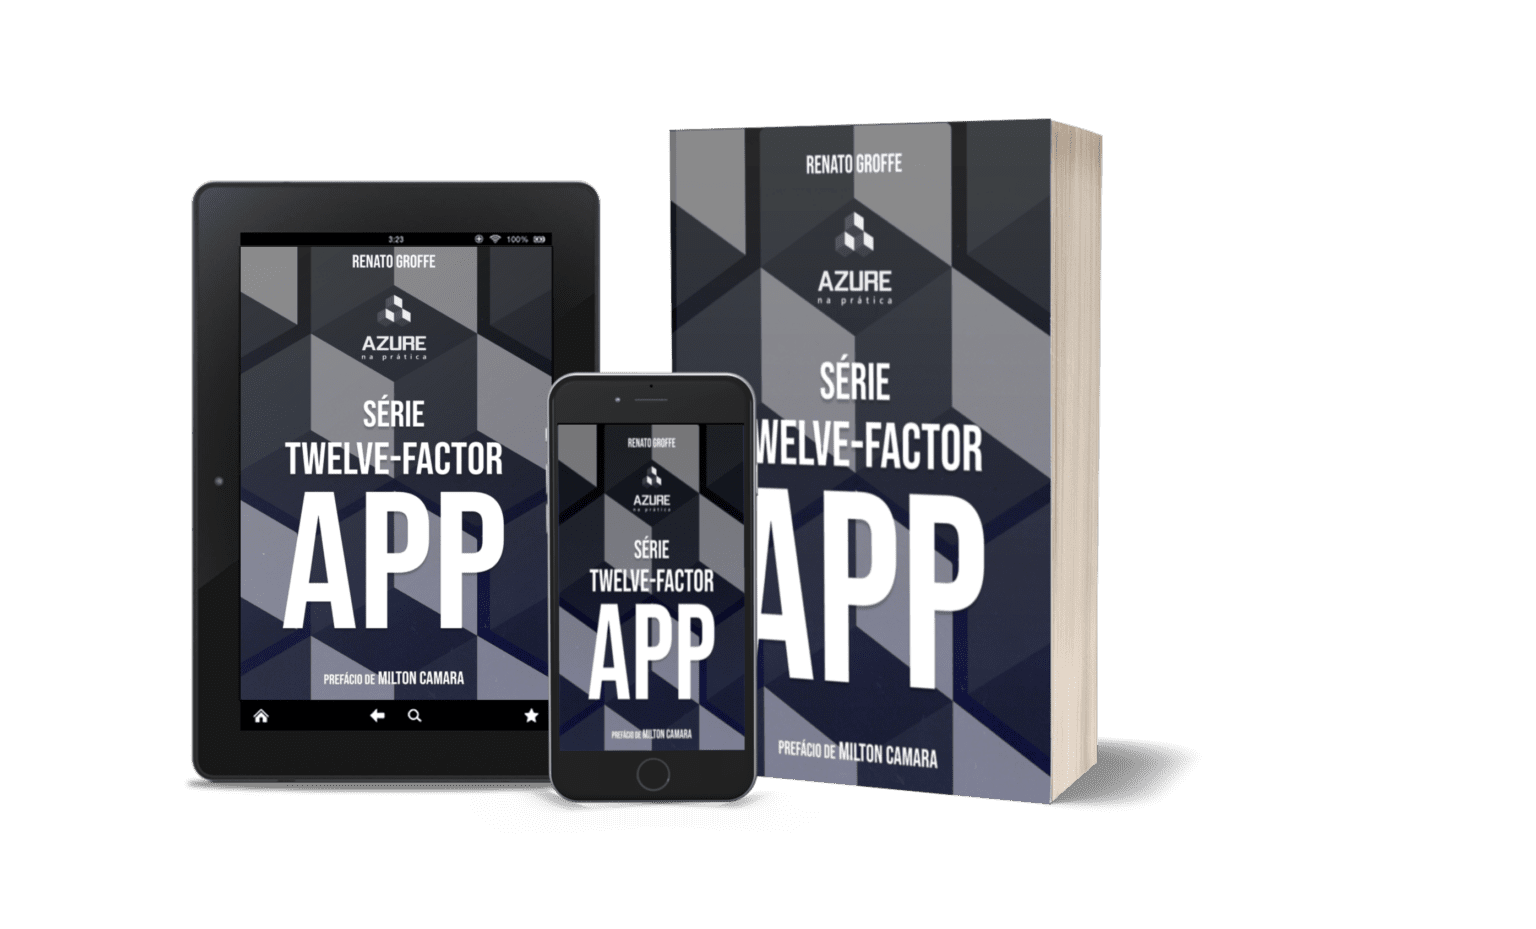 3:23
100%
RENATO GROFFE
AZURE
na prática
SÉRIE
TWELVE-FACTOR
APP
PREFÁCIO DE MILTON CAMARA
RENATO GROFFE
AZURE
na prática
SÉRIE
TWELVE-FACTOR
APP
PREFÁCIO DE MILTON CAMARA
RENATO GROFFE
AZURE
na prática
SÉRIE
WELVE-FACTOR
APP
PREFÁCIO DE MILTON CAMARA